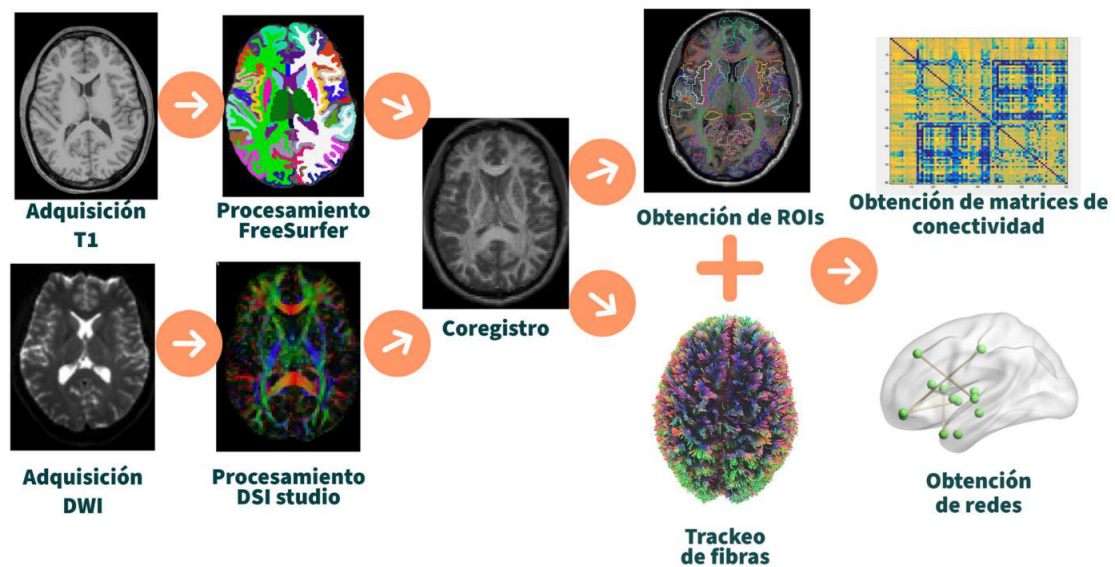 Adquisición
T1
Procesamiento
FreeSurfer
Coregistro
Obtención de ROIs
Obtención de matrices de
conectividad
Adquisición
DWI
Procesamiento
DSI studio
Trackeo
de fibras
Obtención
de redes